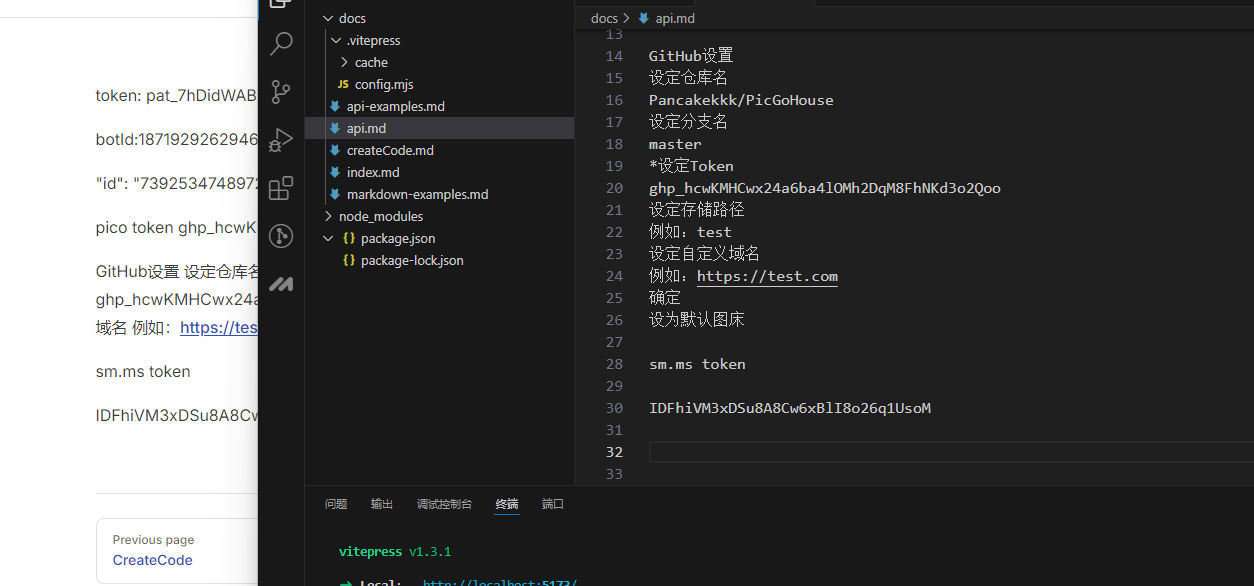 token: pat_7hDidWAB
botId:1871929262946
"id": "739253474897
pico token ghp_hcwK
GitHub设置 设定仓库名
ghp_hcwKMHCwx24a
域名 例如：https://tes
sm.ms token
IDFhiVM3xDSu8A8Cw
Previous page
CreateCode
docs
.vitepress
cache
JS config.mjs
api-examples.md
api.md
createCode.md
index.md
markdown-examples.md
node_modules
{} package.json
{} package-lock.json
docs > api.md
13
14 GitHub设置
15 设定仓库名
16 Pancakekkk/PicGoHouse
17 设定分支名
18 master
19 *设定Token
20 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
21 设定存储路径
22 例如：test
23 设定自定义域名
24 例如：https://test.com
25 确定
26 设为默认图床
27
28 sm.ms token
29
30 IDFhiVM3xDSu8A8Cw6xBlI8o26q1UsoM
31
32
33
问题 输出 调试控制台 终端 端口
vitepress v1.3.1
➜ Local: http://localhost:5173/